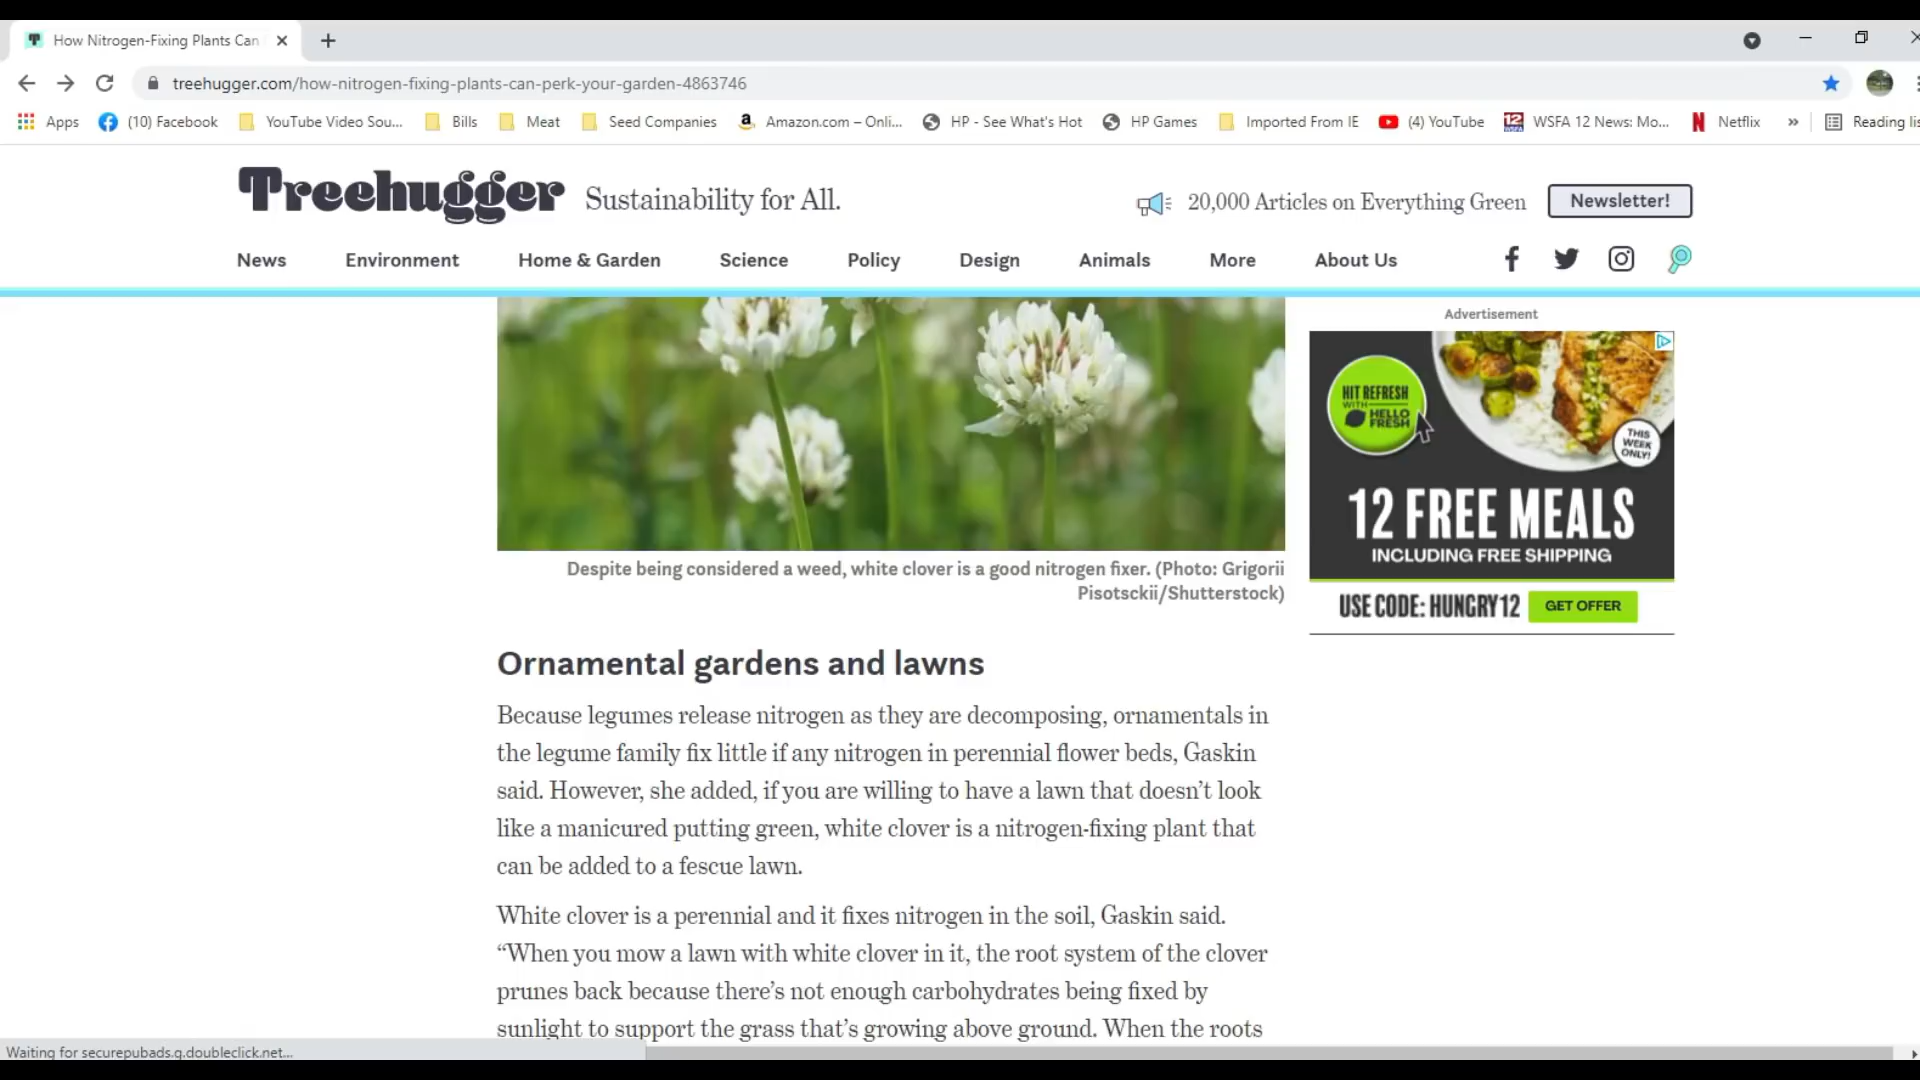 How Nitrogen-Fixing Plants Can
treehugger.com/how-nitrogen-fixing-plants-can-perk-your-garden-4863746
Apps (10) Facebook YouTube Video Sou... Bills Meat Seed Companies Amazon.com – Onli... HP - See What's Hot HP Games Imported From IE (4) YouTube WSFA 12 News: Mo... Netflix » Reading lis
Treehugger Sustainability for All. 20,000 Articles on Everything Green Newsletter!
News Environment Home & Garden Science Policy Design Animals More About Us
Advertisement
HIT REFRESH
WITH
HELLO
FRESH
THIS
WEEK
ONLY!
12 FREE MEALS
INCLUDING FREE SHIPPING
USE CODE: HUNGRY12 GET OFFER
Despite being considered a weed, white clover is a good nitrogen fixer. (Photo: Grigorii
Pisotsckii/Shutterstock)
Ornamental gardens and lawns
Because legumes release nitrogen as they are decomposing, ornamentals in
the legume family fix little if any nitrogen in perennial flower beds, Gaskin
said. However, she added, if you are willing to have a lawn that doesn’t look
like a manicured putting green, white clover is a nitrogen-fixing plant that
can be added to a fescue lawn.
White clover is a perennial and it fixes nitrogen in the soil, Gaskin said.
“When you mow a lawn with white clover in it, the root system of the clover
prunes back because there’s not enough carbohydrates being fixed by
sunlight to support the grass that’s growing above ground. When the roots
Waiting for securepubads.g.doubleclick.net...